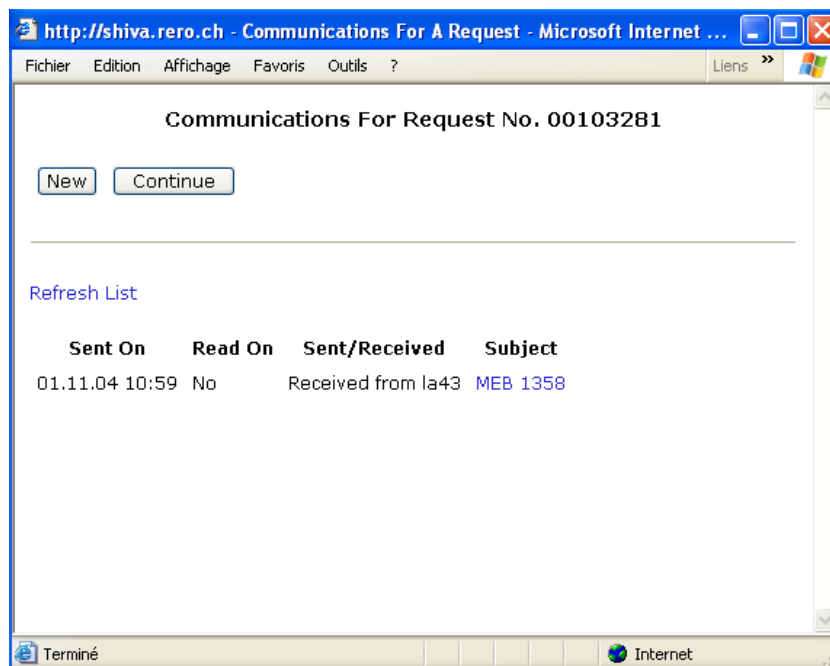 http://shiva.rero.ch - Communications For A Request - Microsoft Internet ...
Fichier Edition Affichage Favoris Outils ? Liens »
Communications For Request No. 00103281
New Continue
Refresh List
Sent On Read On Sent/Received Subject
01.11.04 10:59 No Received from la43 MEB 1358
Terminé Internet